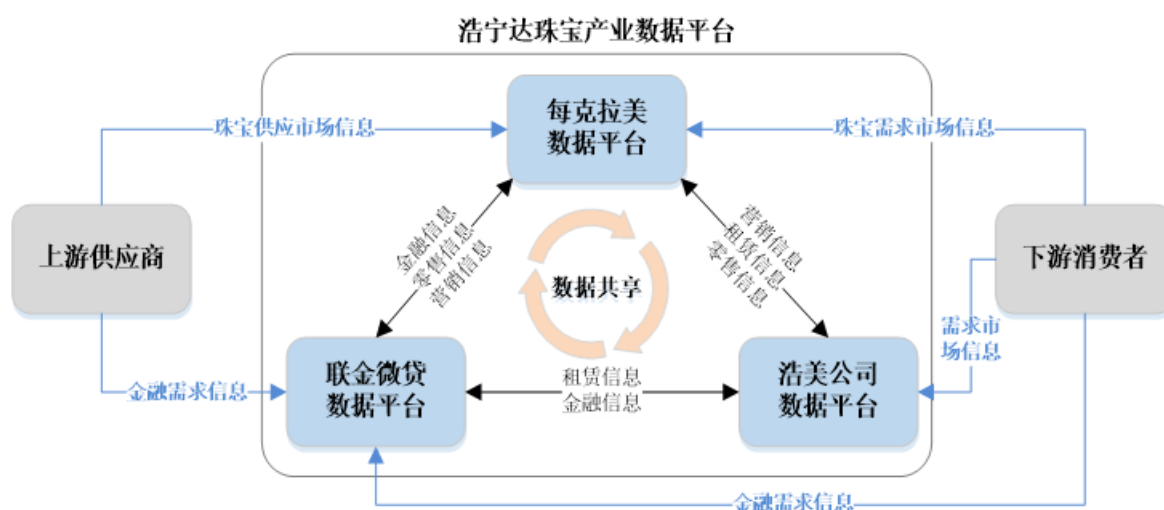 浩宁达珠宝产业数据平台
每克拉美
数据平台
珠宝供应市场信息
珠宝需求市场信息
上游供应商
下游消费者
金融信息
零售信息
营销信息
营销信息
租赁信息
零售信息
数据共享
需求市
场信息
联金微贷
数据平台
租赁信息
金融信息
浩美公司
数据平台
金融需求信息
金融需求信息